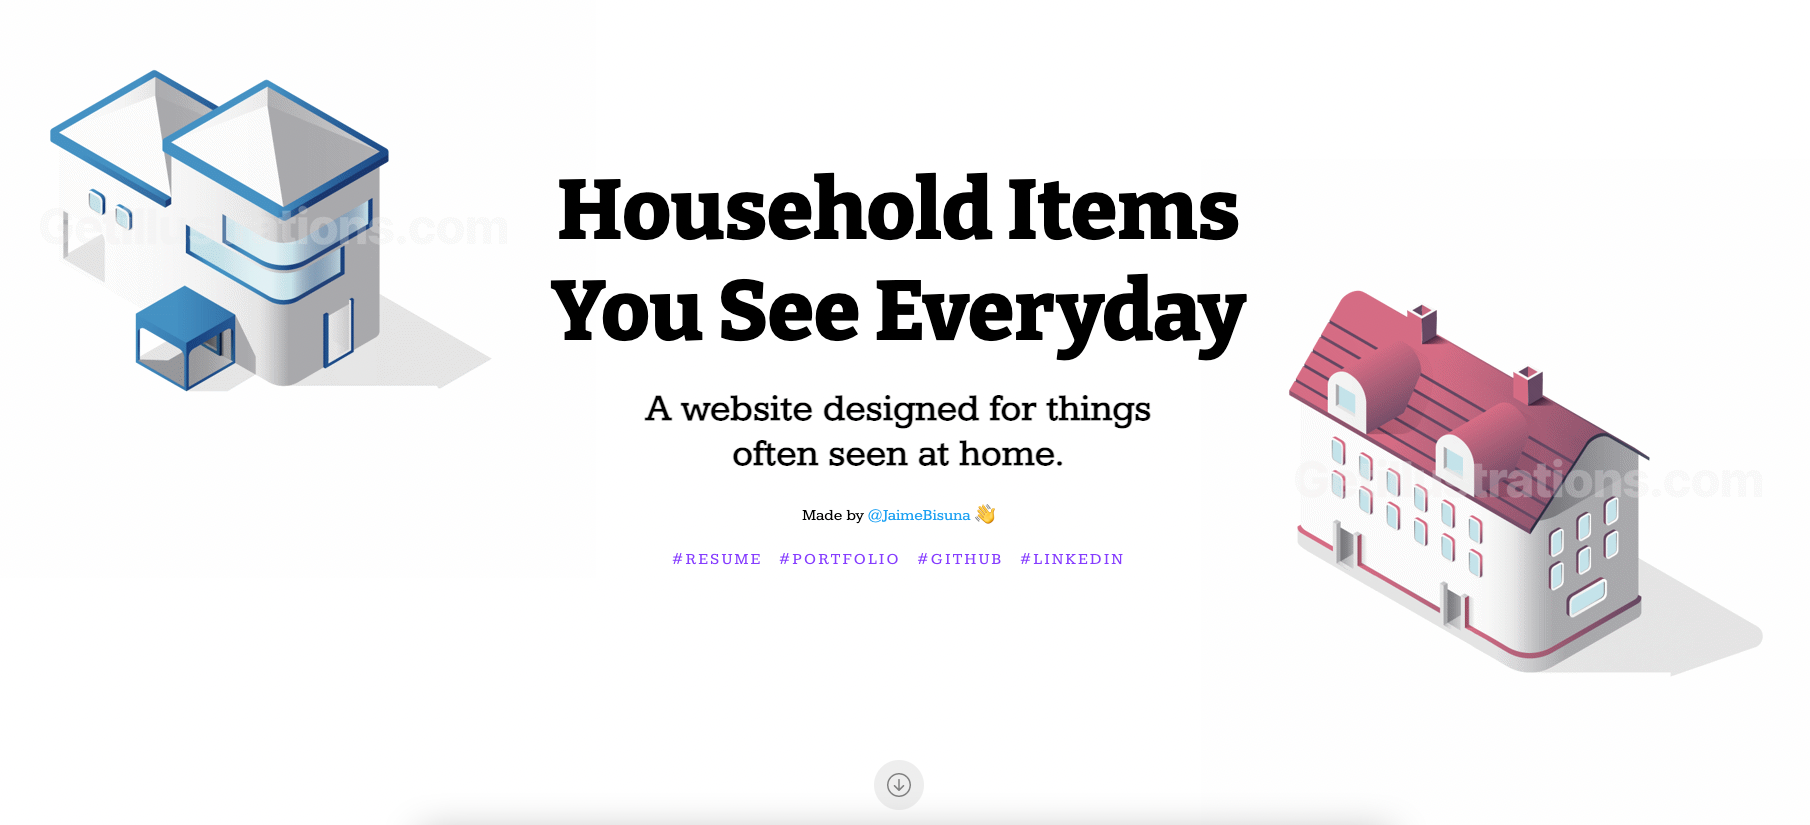 Household Items
You See Everyday
A website designed for things
often seen at home.
Made by @JaimeBisuna 👋
#RESUME #PORTFOLIO #GITHUB #LINKEDIN
Getillustrations.com
Getillustrations.com